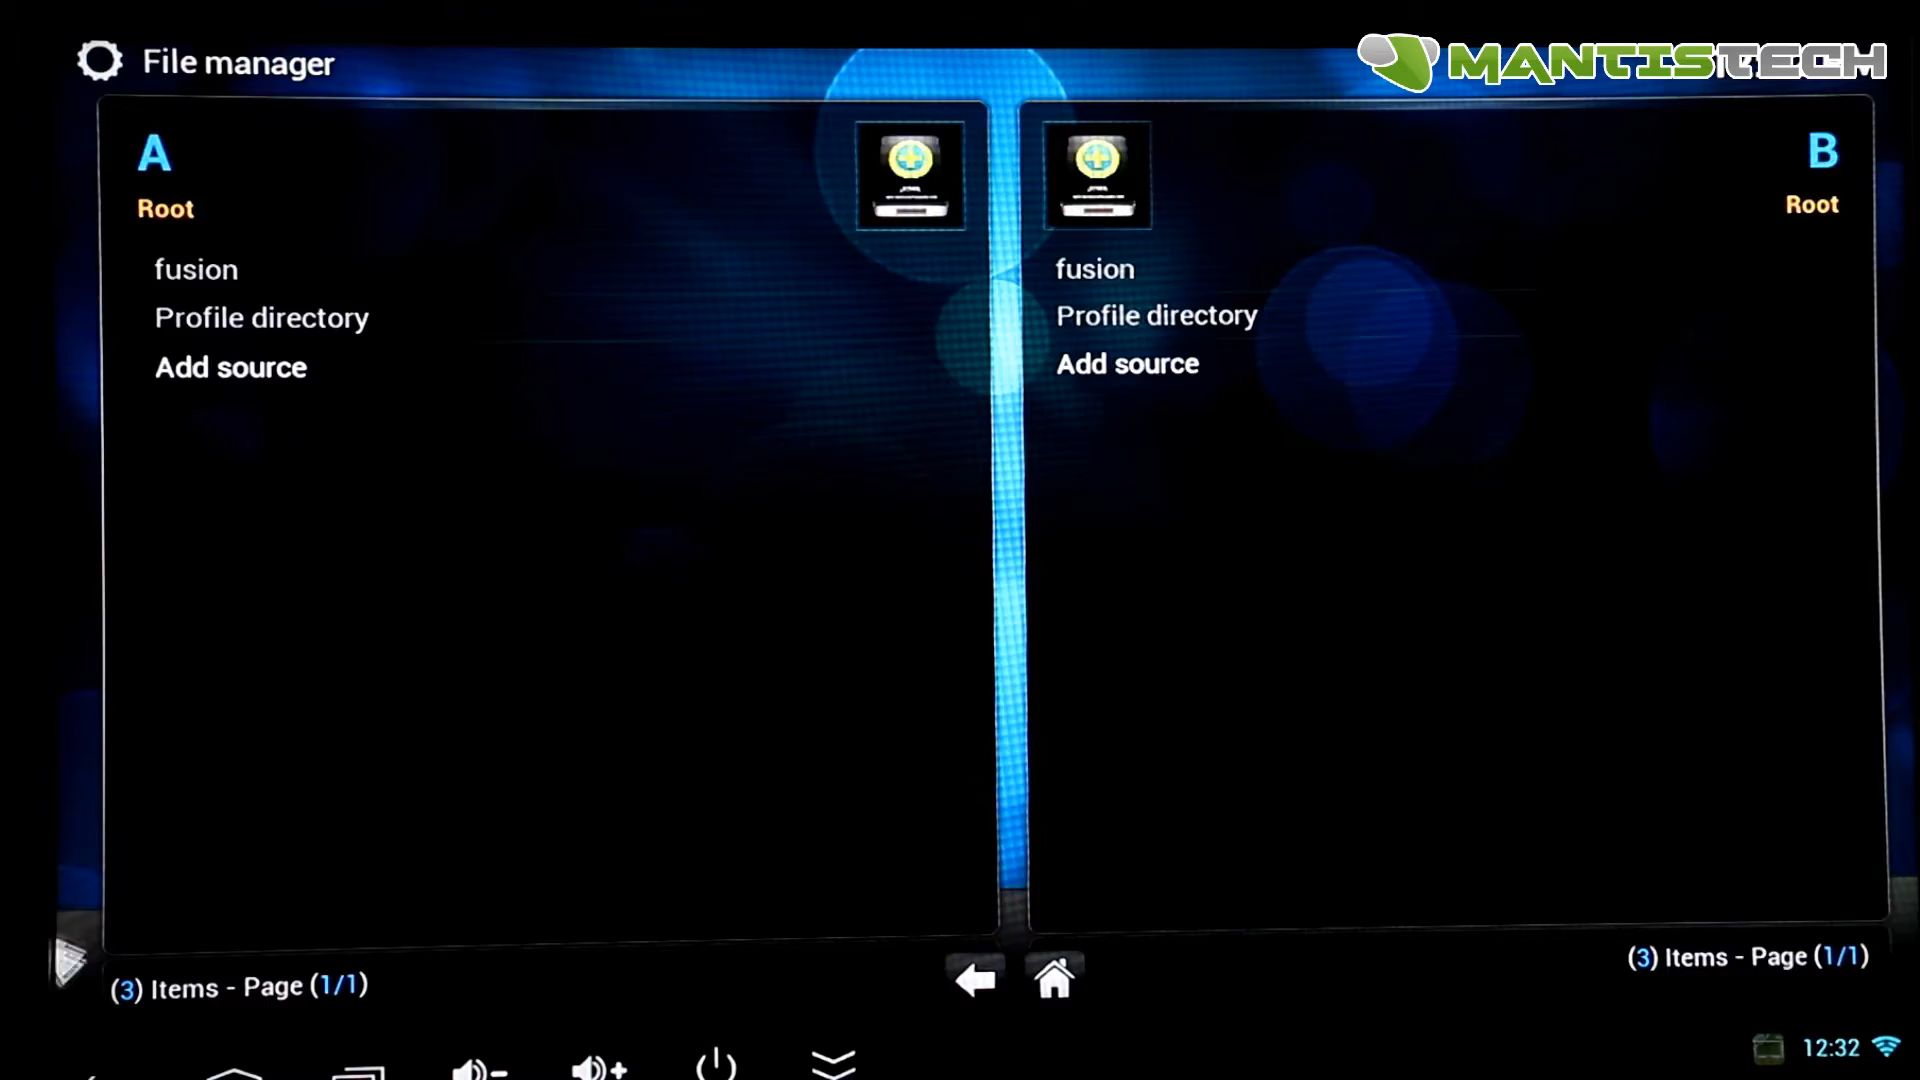 File manager
MANTISTECH
A
B
Root
Root
fusion
Profile directory
Add source
fusion
Profile directory
Add source
(3) Items - Page (1/1)
(3) Items - Page (1/1)
12:32